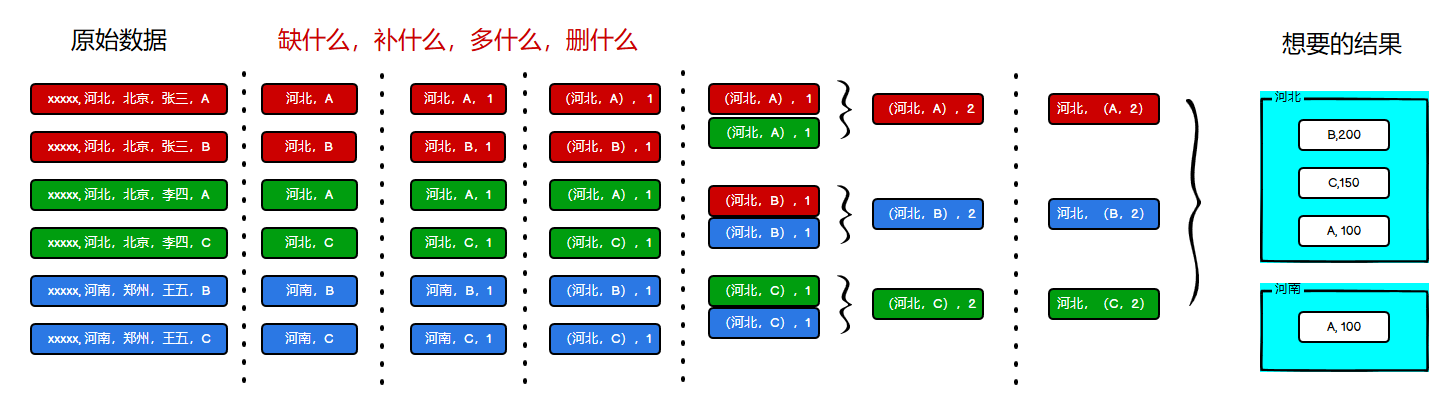 原始数据
缺什么，补什么，多什么，删什么
想要的结果
xxxxx, 河北，北京，张三，A
xxxxx, 河北，北京，张三，B
xxxxx, 河北，北京，李四，A
xxxxx, 河北，北京，李四，C
xxxxx, 河南，郑州，王五，B
xxxxx, 河南，郑州，王五，C
河北，A
河北，B
河北，A
河北，C
河南，B
河南，C
河北，A，1
河北，B，1
河北，A，1
河北，C，1
河南，B，1
河南，C，1
(河北，A），1
(河北，B），1
(河北，A），1
(河北，C），1
(河北，B），1
(河北，C），1
(河北，A），1
(河北，A），1
(河北，B），1
(河北，B），1
(河北，C），1
(河北，C），1
(河北，A），2
(河北，B），2
(河北，C），2
河北，（A，2）
河北，（B，2）
河北，（C，2）
河北
B,200
C,150
A, 100
河南
A, 100